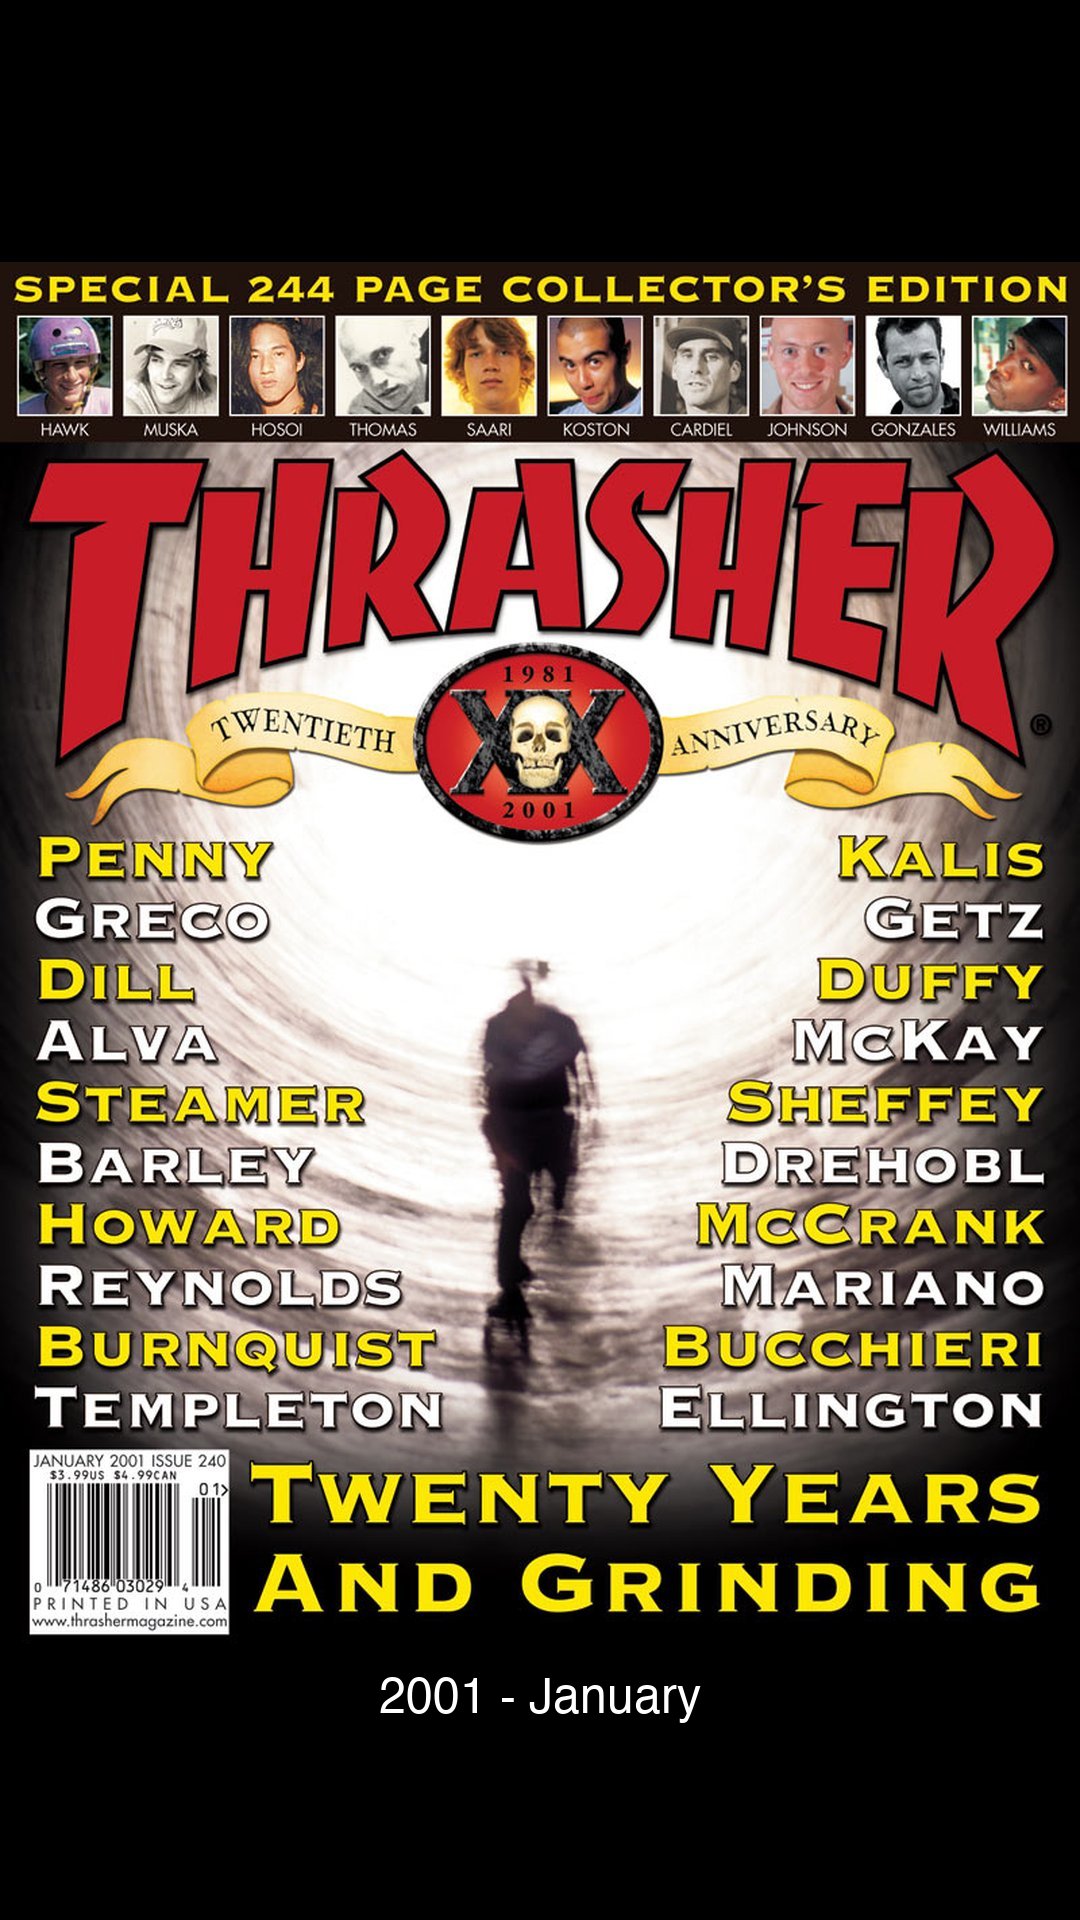 SPECIAL 244 PAGE COLLECTOR'S EDITION
HAWK MUSKA HOSOI THOMAS SAARI KOSTON CARDIEL JOHNSON GONZALES WILLIAMS
THRASHER®
1981
TWENTIETH XX ANNIVERSARY
2001
PENNY KALIS
GRECO GETZ
DILL DUFFY
ALVA MCKAY
STEAMER SHEFFEY
BARLEY DREHOBL
HOWARD MCCRANK
REYNOLDS MARIANO
BURNQUIST BUCCHIERI
TEMPLETON ELLINGTON
JANUARY 2001 ISSUE 240
$3.99US $4.99CAN
01>
0 71486 03029 4
PRINTED IN USA
www.thrashermagazine.com
TWENTY YEARS
AND GRINDING
2001 - January